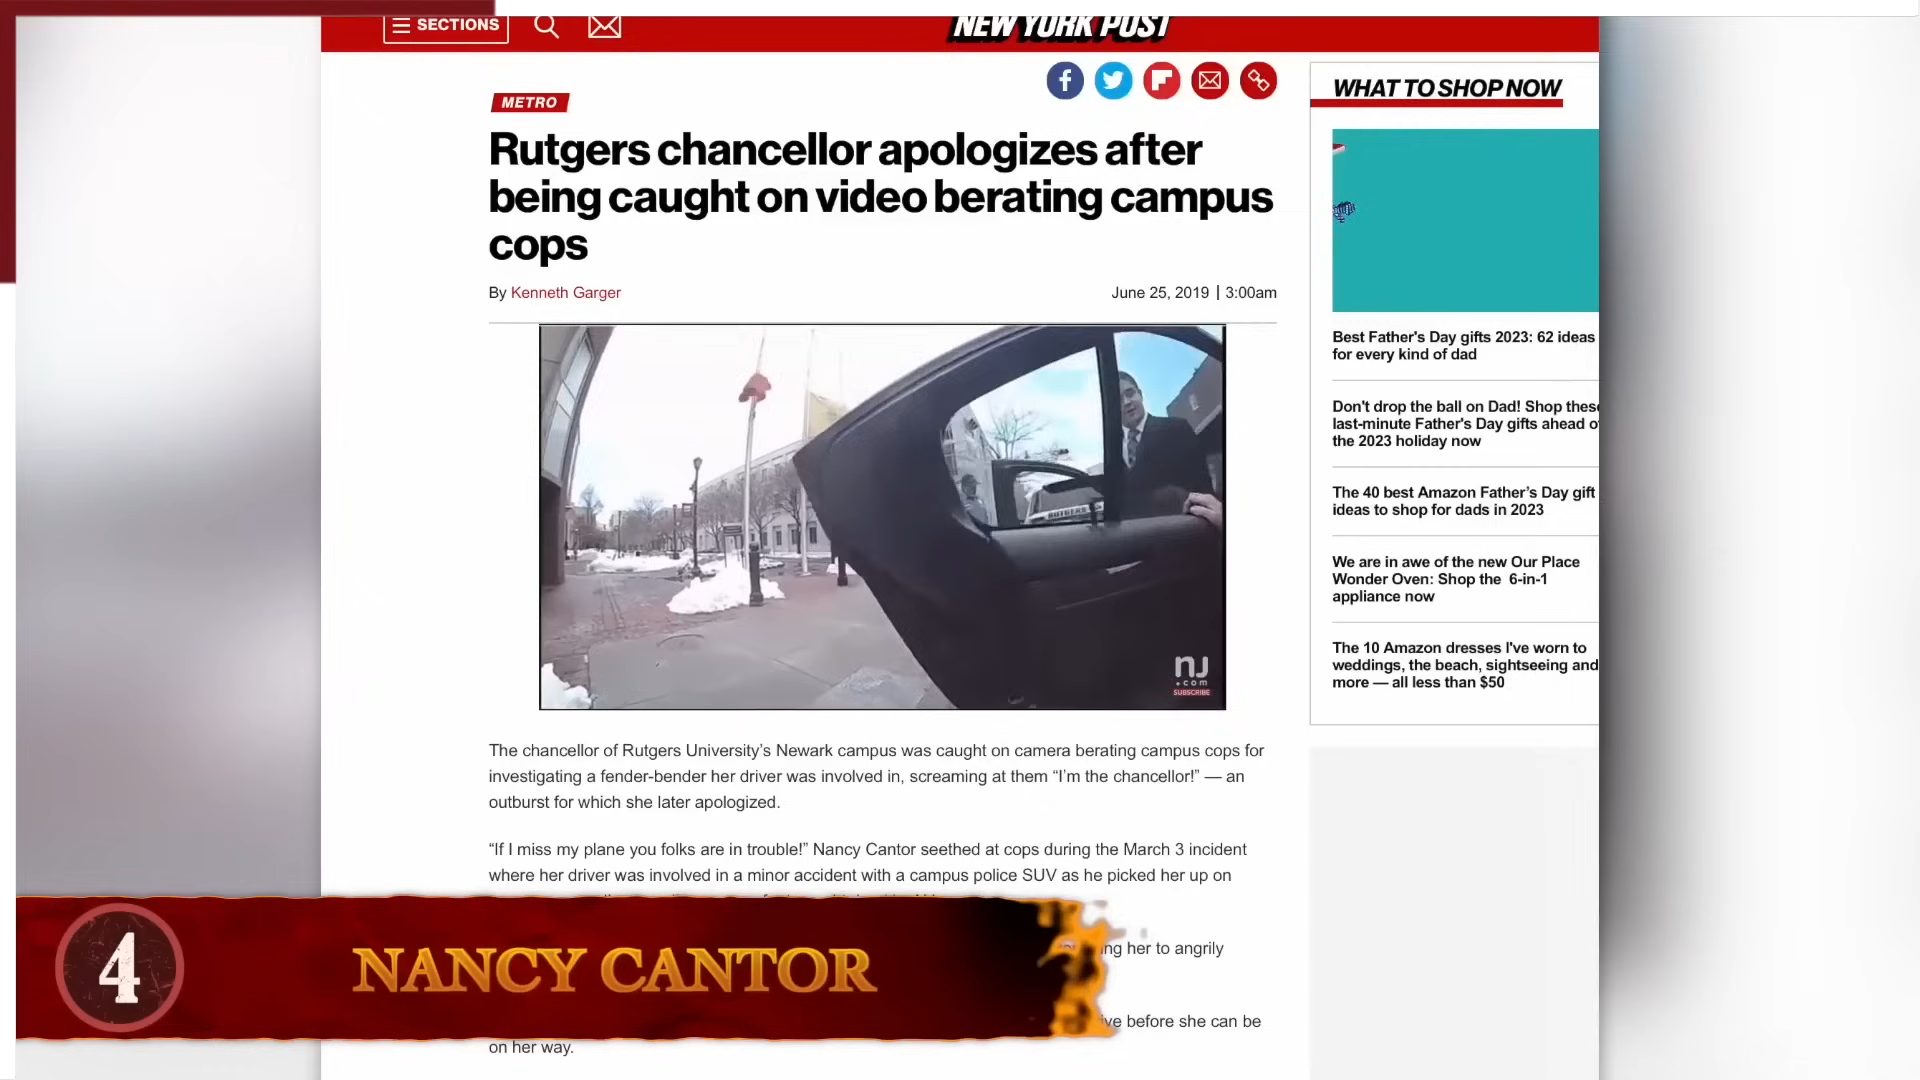 SECTIONS
NEW YORK POST
METRO
Rutgers chancellor apologizes after
being caught on video berating campus
cops
By Kenneth Garger
June 25, 2019 | 3:00am
RUTGERS
nj
.com
SUBSCRIBE
The chancellor of Rutgers University’s Newark campus was caught on camera berating campus cops for
investigating a fender-bender her driver was involved in, screaming at them “I’m the chancellor!” — an
outburst for which she later apologized.
“If I miss my plane you folks are in trouble!” Nancy Cantor seethed at cops during the March 3 incident
where her driver was involved in a minor accident with a campus police SUV as he picked her up on
her to angrily
before she can be
on her way.
4
NANCY CANTOR
WHAT TO SHOP NOW
Best Father's Day gifts 2023: 62 ideas
for every kind of dad
Don't drop the ball on Dad! Shop these
last-minute Father's Day gifts ahead
the 2023 holiday now
The 40 best Amazon Father’s Day gift
ideas to shop for dads in 2023
We are in awe of the new Our Place
Wonder Oven: Shop the 6-in-1
appliance now
The 10 Amazon dresses I've worn to
weddings, the beach, sightseeing and
more — all less than $50